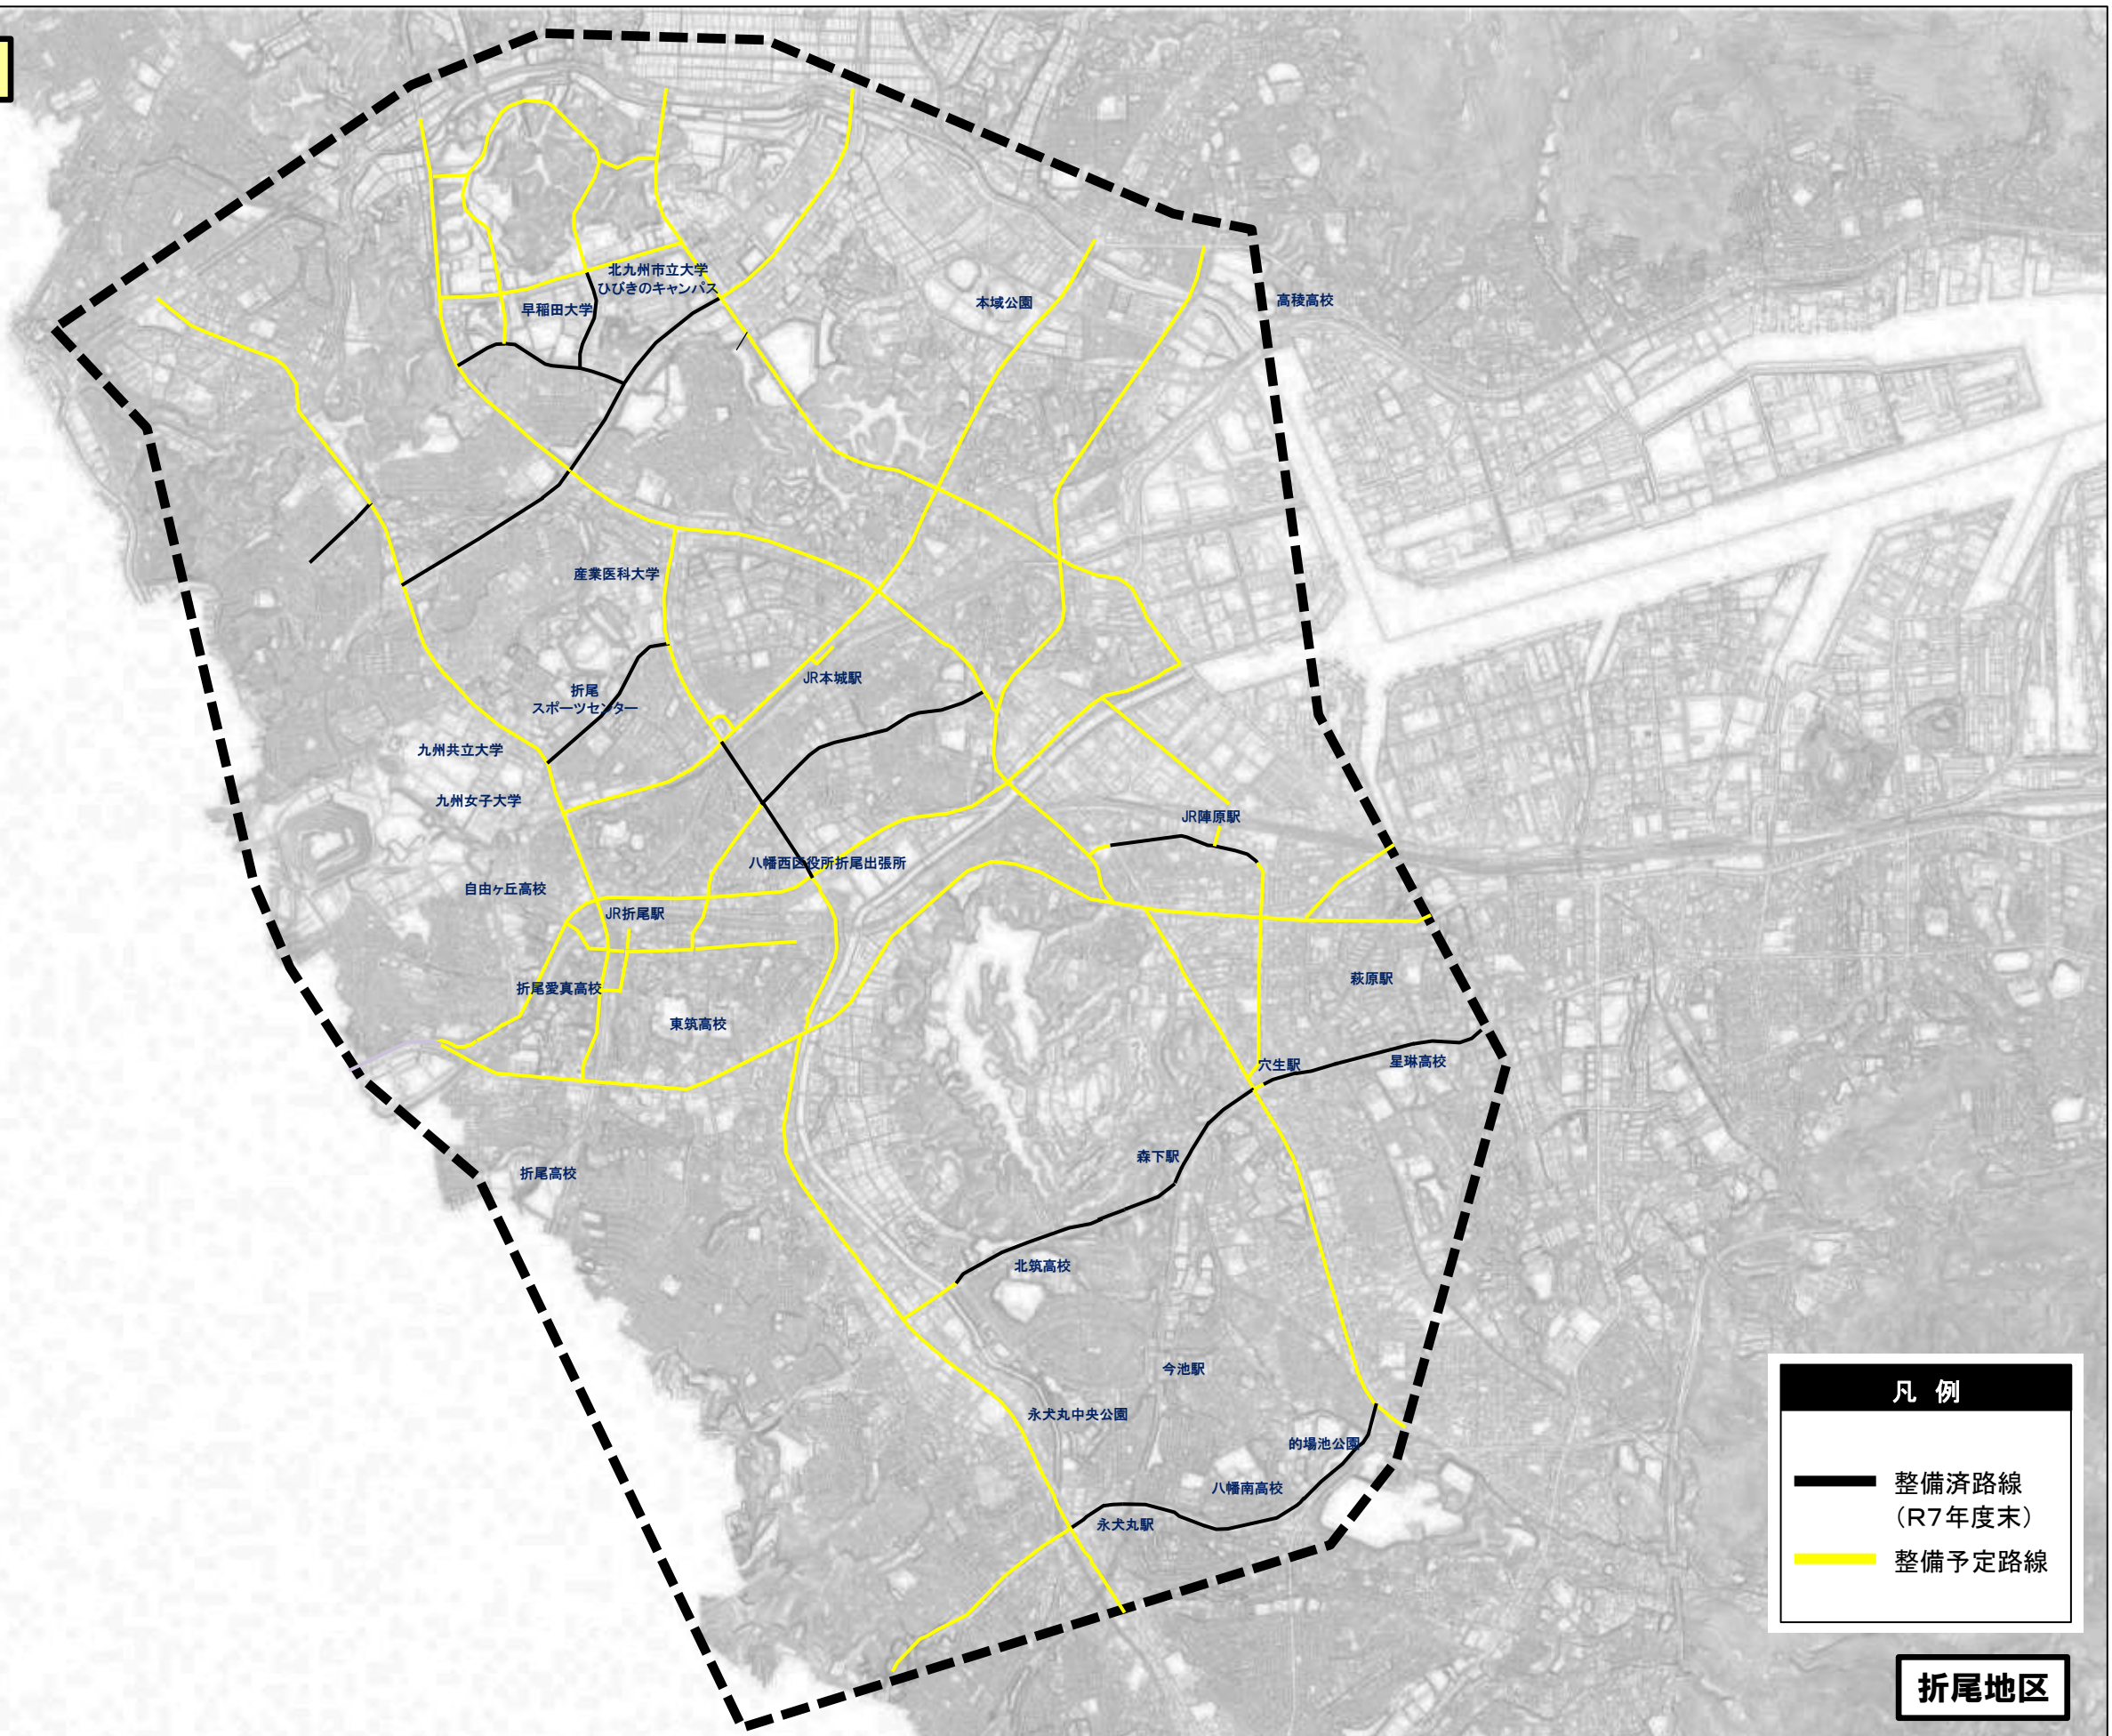 北九州市立大学
ひびきのキャンパス
早稲田大学
本城公園
高稜高校
産業医科大学
折尾
スポーツセンター
JR本城駅
九州共立大学
九州女子大学
JR陣原駅
八幡西区役所折尾出張所
自由ヶ丘高校
JR折尾駅
折尾愛真高校
東筑高校
萩原駅
穴生駅
星琳高校
森下駅
折尾高校
北筑高校
今池駅
永犬丸中央公園
的場池公園
八幡南高校
永犬丸駅
凡 例
整備済路線
（R7年度末）
整備予定路線
折尾地区